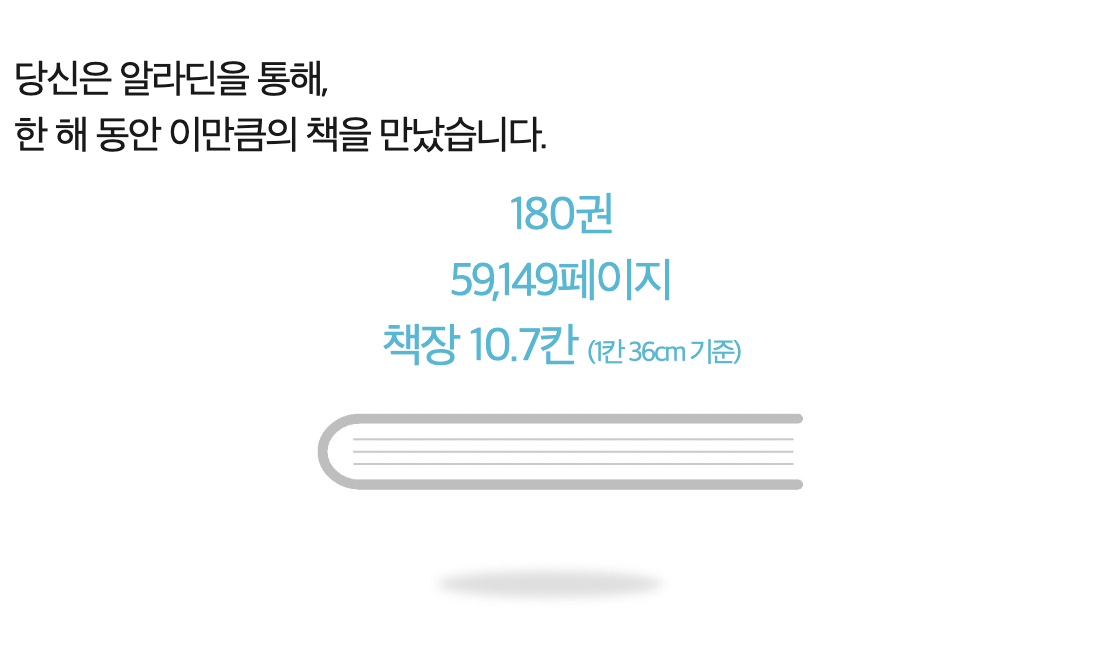 당신은 알라딘을 통해,
한 해 동안 이만큼의 책을 만났습니다.
180권
59,149페이지
책장 10.7칸 (1칸 36cm 기준)